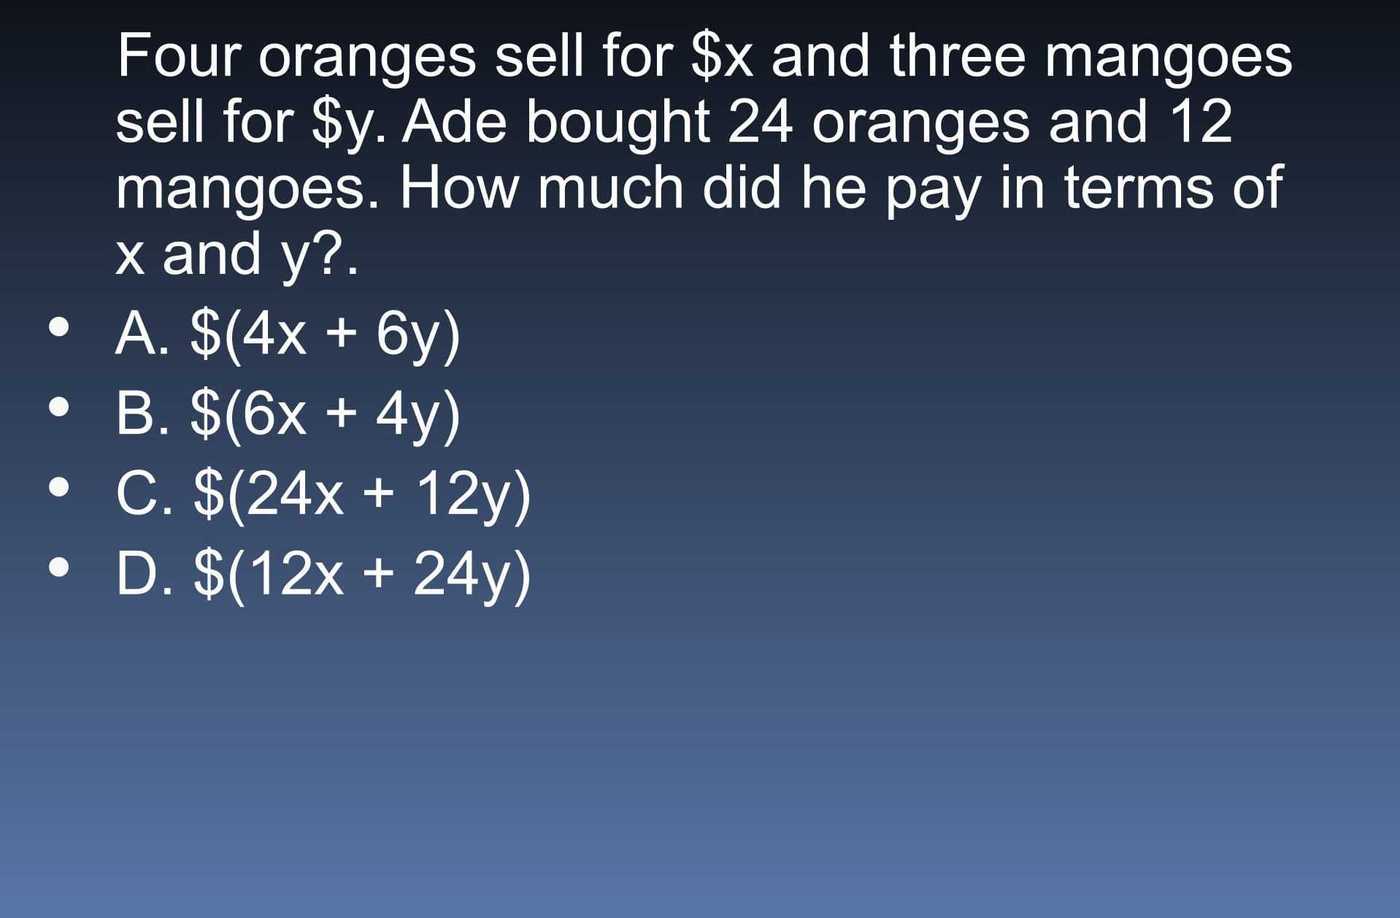 Four oranges sell for $x and three mangoes
sell for $y. Ade bought 24 oranges and 12
mangoes. How much did he pay in terms of
x and y?.
• A. $(4x + 6y)
• B. $(6x + 4y)
• C. $(24x + 12y)
• D. $(12x + 24y)